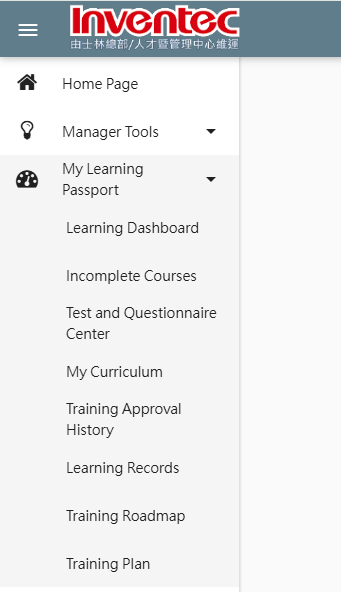 Inventec
由士林總部/人才暨管理中心維運
Home Page
Manager Tools
My Learning
Passport
Learning Dashboard
Incomplete Courses
Test and Questionnaire
Center
My Curriculum
Training Approval
History
Learning Records
Training Roadmap
Training Plan